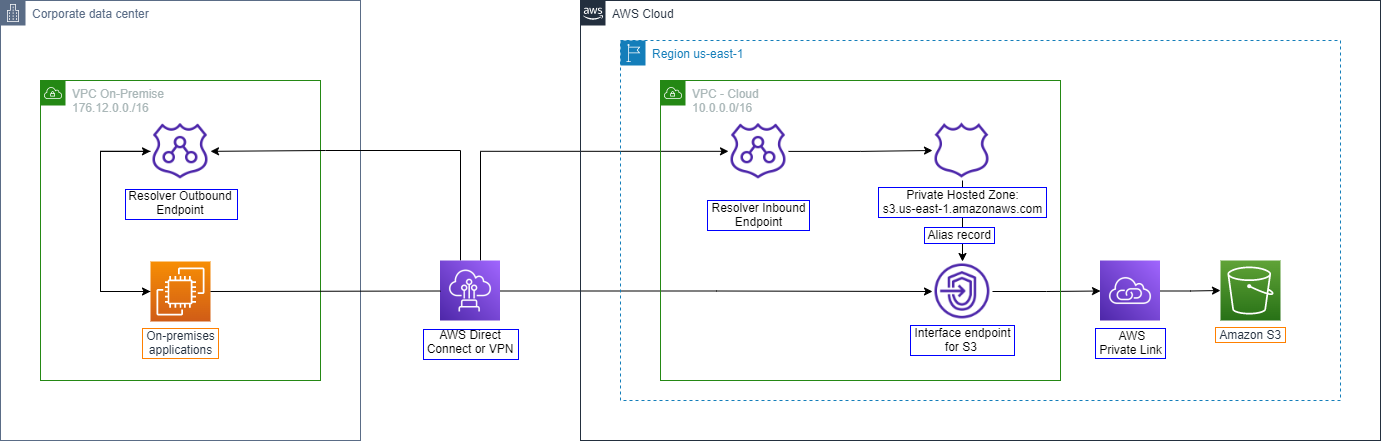 Corporate data center
aws
AWS Cloud
Region us-east-1
VPC On-Premise
176.12.0.0./16
VPC - Cloud
10.0.0.0/16
Resolver Outbound
Endpoint
Resolver Inbound
Endpoint
Private Hosted Zone:
s3.us-east-1.amazonaws.com
Alias record
On-premises
applications
AWS Direct
Connect or VPN
Interface endpoint
for S3
AWS
Private Link
Amazon S3